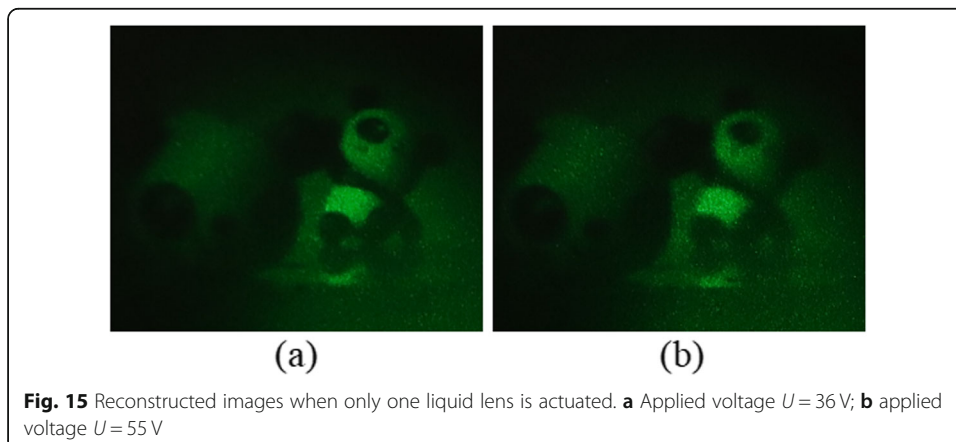 (a) (b)
Fig. 15 Reconstructed images when only one liquid lens is actuated. a Applied voltage U = 36 V; b applied
voltage U = 55 V